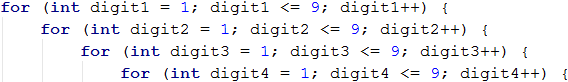 for (int digit1 = 1; digit1 <= 9; digit1++) {
for (int digit2 = 1; digit2 <= 9; digit2++) {
for (int digit3 = 1; digit3 <= 9; digit3++) {
for (int digit4 = 1; digit4 <= 9; digit4++) {